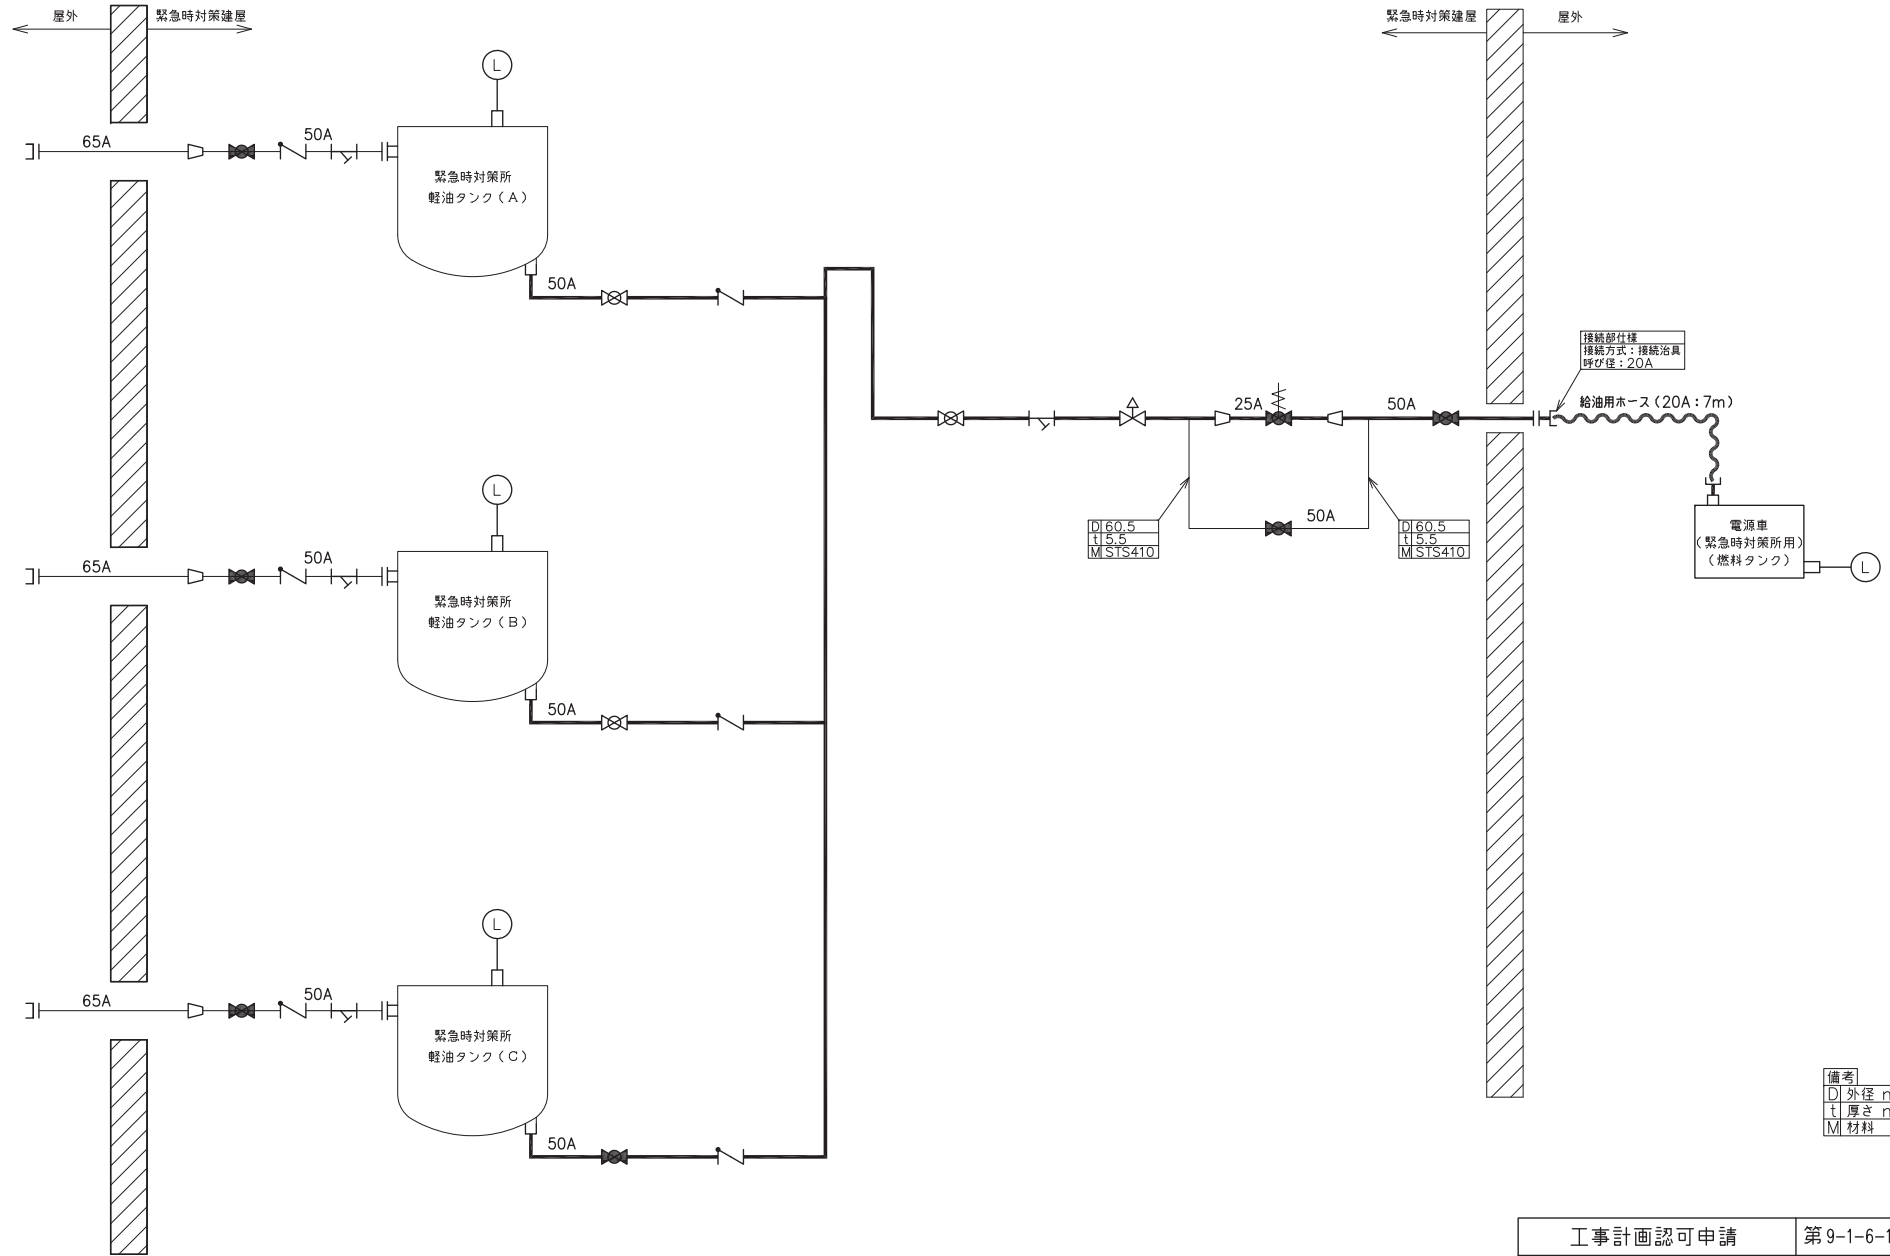 屋外
緊急時対策建屋
緊急時対策建屋
屋外
L
65A
50A
緊急時対策所
軽油タンク(A)
50A
接続部仕様
接続方式:接続治具
呼び径:20A
25A
50A
給油用ホース(20A:7m)
L
D 60.5
t 5.5
M STS410
50A
D 60.5
t 5.5
M STS410
電源車
(緊急時対策所用)
(燃料タンク)
L
65A
50A
緊急時対策所
軽油タンク(B)
50A
L
65A
50A
緊急時対策所
軽油タンク(C)
50A
備考
D 外径
t 厚さ
M 材料
工事計画認可申請
第9-1-6-1